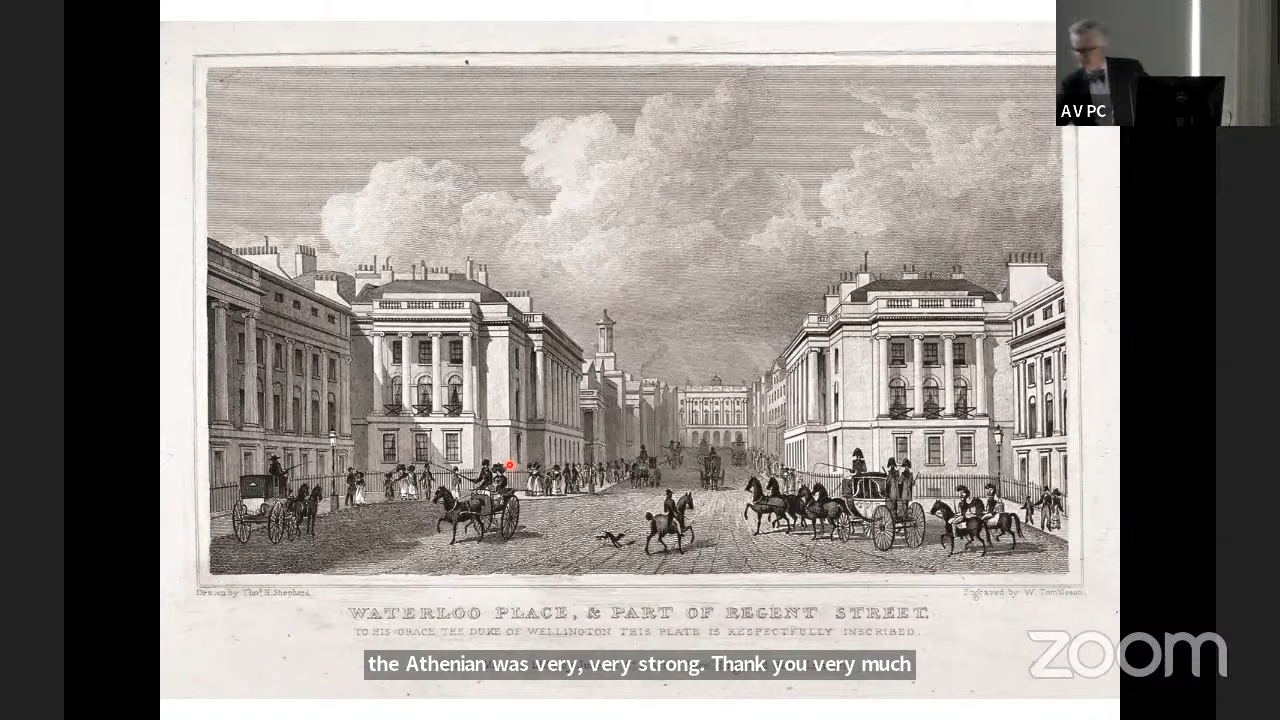 AV PC
Drawn by Thos. H. Shepherd.
Engraved by W. Tombleson.
WATERLOO PLACE, & PART OF REGENT STREET.
TO HIS GRACE THE DUKE OF WELLINGTON THIS PLATE IS RESPECTFULLY INSCRIBED.
the Athenian was very, very strong. Thank you very much
zoom